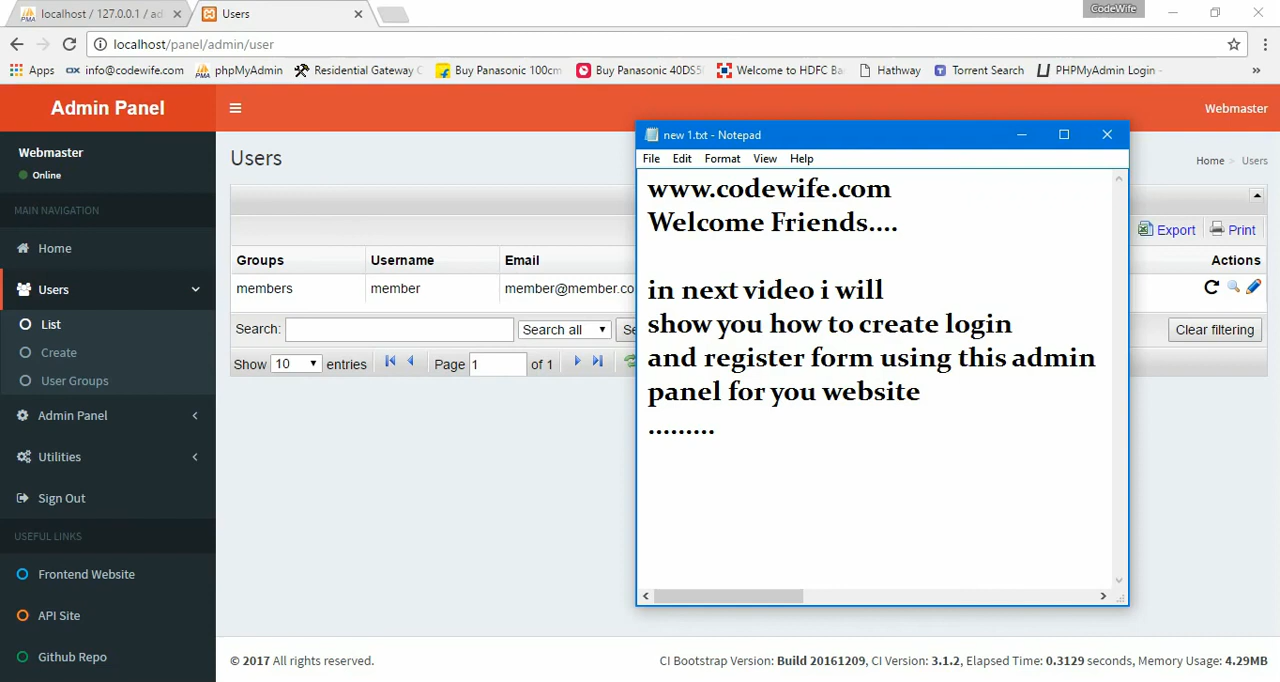 localhost / 127.0.0.1 / ad
Users
CodeWife
localhost/panel/admin/user
Apps
info@codewife.com
phpMyAdmin
Residential Gateway
Buy Panasonic 100cm
Buy Panasonic 40DS5
Welcome to HDFC Ba
Hathway
Torrent Search
PHPMyAdmin Login -
»
Admin Panel
Webmaster
Webmaster
Online
MAIN NAVIGATION
Home
Users
List
Create
User Groups
Admin Panel
Utilities
Sign Out
USEFUL LINKS
Frontend Website
API Site
Github Repo
Users
Home > Users
Export
Print
Groups
Username
Email
Actions
members
member
member@member.co
Search:
Search all
Se
Clear filtering
Show 10 entries
Page 1 of 1
new 1.txt - Notepad
File Edit Format View Help
www.codewife.com
Welcome Friends....
in next video i will
show you how to create login
and register form using this admin
panel for you website
.........
© 2017 All rights reserved.
CI Bootstrap Version: Build 20161209, CI Version: 3.1.2, Elapsed Time: 0.3129 seconds, Memory Usage: 4.29MB